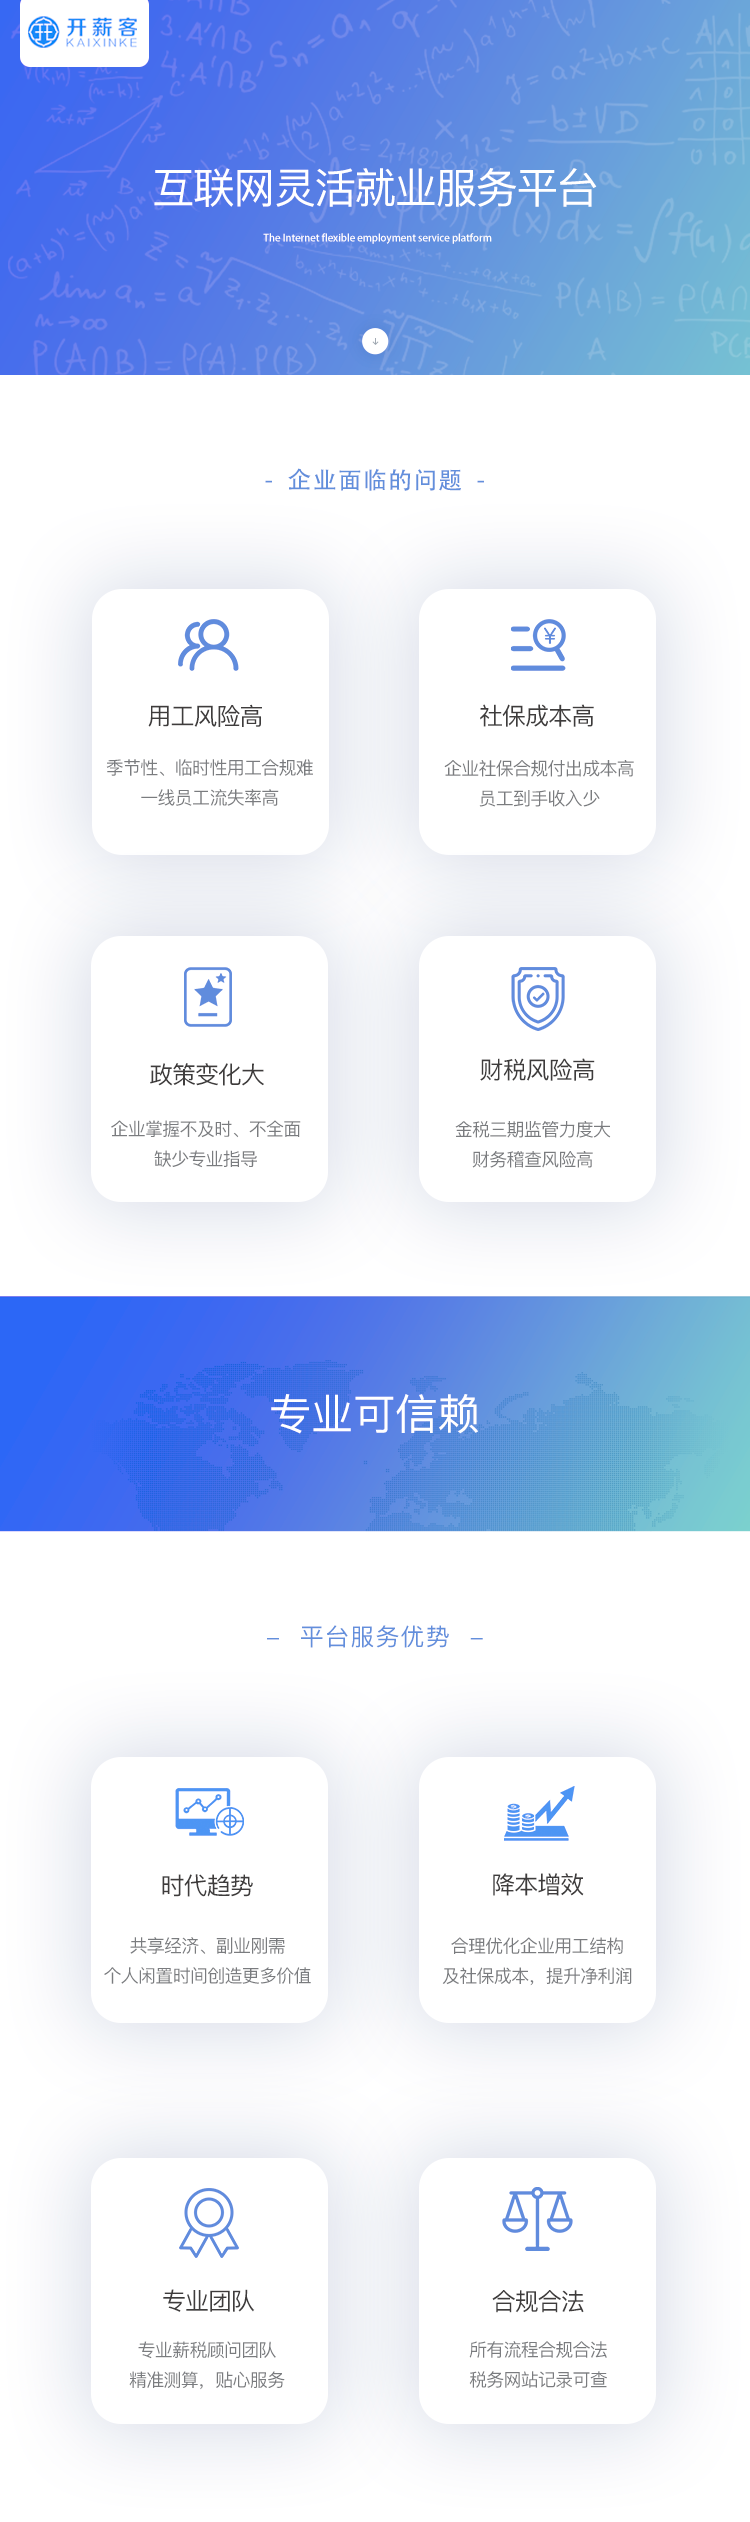 开薪客
KAIXINKE
互联网灵活就业服务平台
The Internet flexible employment service platform
- 企业面临的问题 -
用工风险高
季节性、临时性用工合规难
一线员工流失率高
社保成本高
企业社保合规付出成本高
员工到手收入少
政策变化大
企业掌握不及时、不全面
缺少专业指导
财税风险高
金税三期监管力度大
财务稽查风险高
专业可信赖
– 平台服务优势 –
时代趋势
共享经济、副业刚需
个人闲置时间创造更多价值
降本增效
合理优化企业用工结构
及社保成本，提升净利润
专业团队
专业薪税顾问团队
精准测算，贴心服务
合规合法
所有流程合规合法
税务网站记录可查